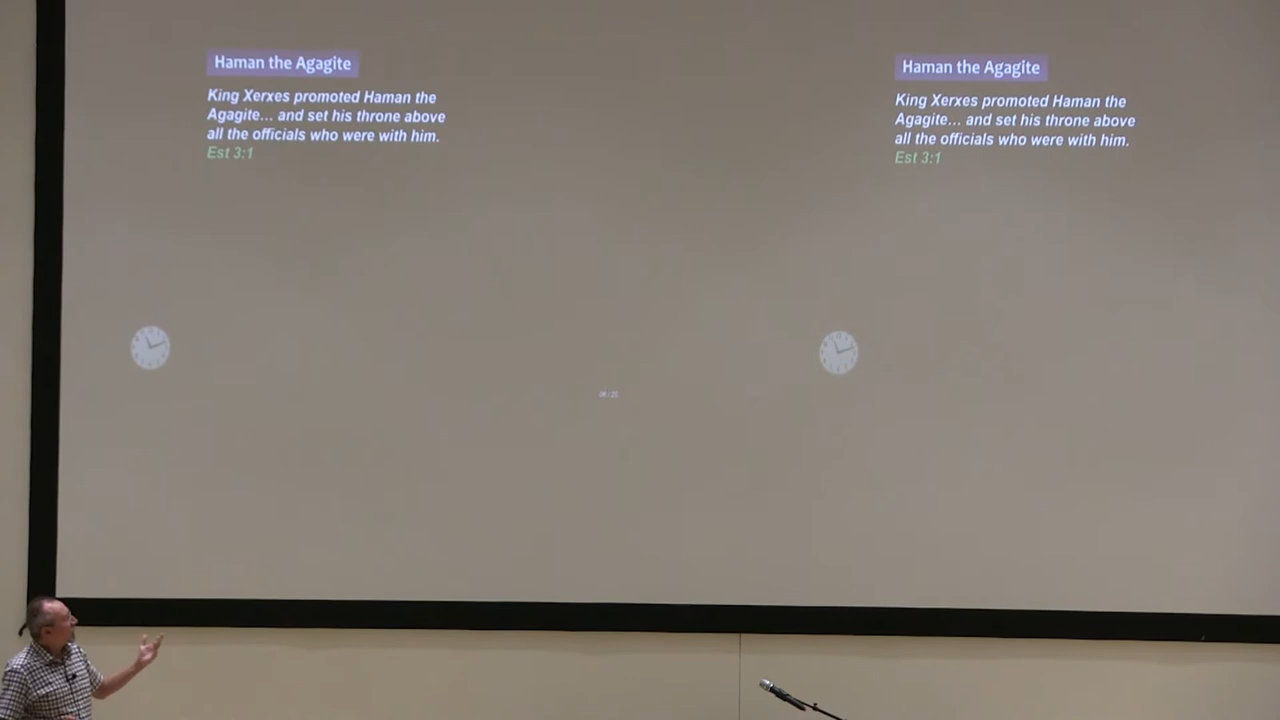 Haman the Agagite
King Xerxes promoted Haman the
Agagite... and set his throne above
all the officials who were with him.
Est 3:1
Haman the Agagite
King Xerxes promoted Haman the
Agagite... and set his throne above
all the officials who were with him.
Est 3:1